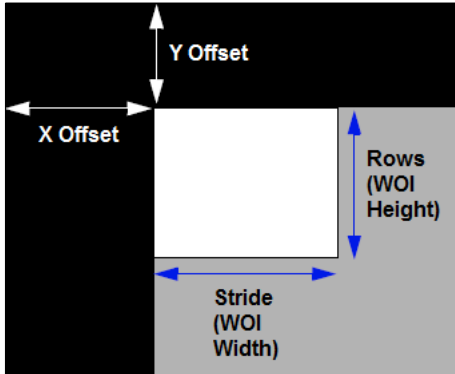 Y Offset
X Offset
Rows
(WOI
Height)
Stride
(WOI
Width)